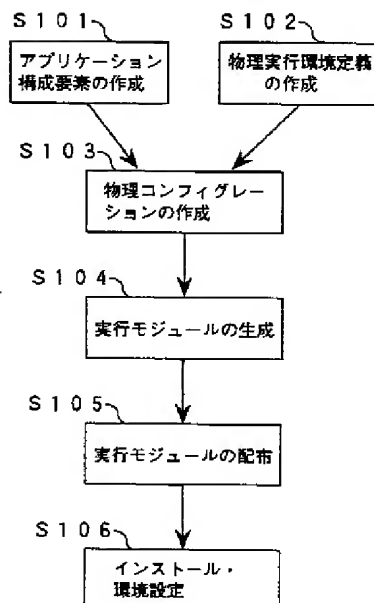 S101
アプリケーション
構成要素の作成
S102
物理実行環境定義
の作成
S103
物理コンフィグレー
ションの作成
S104
実行モジュールの生成
S105
実行モジュールの配布
S106
インストール・
環境設定